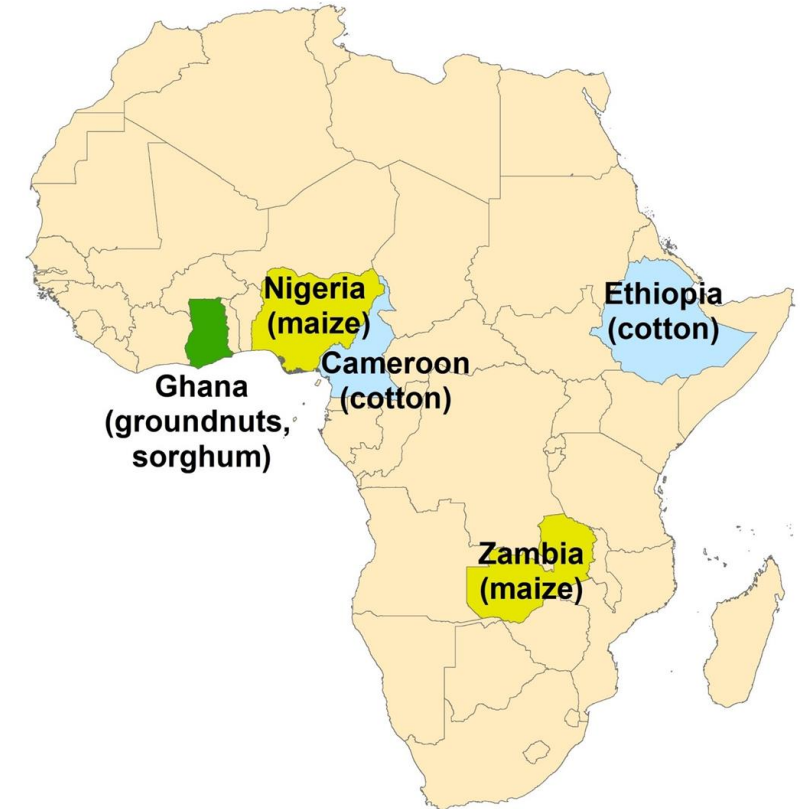 Nigeria
(maize)
Ethiopia
(cotton)
Cameroon
(cotton)
Ghana
(groundnuts,
sorghum)
Zambia
(maize)